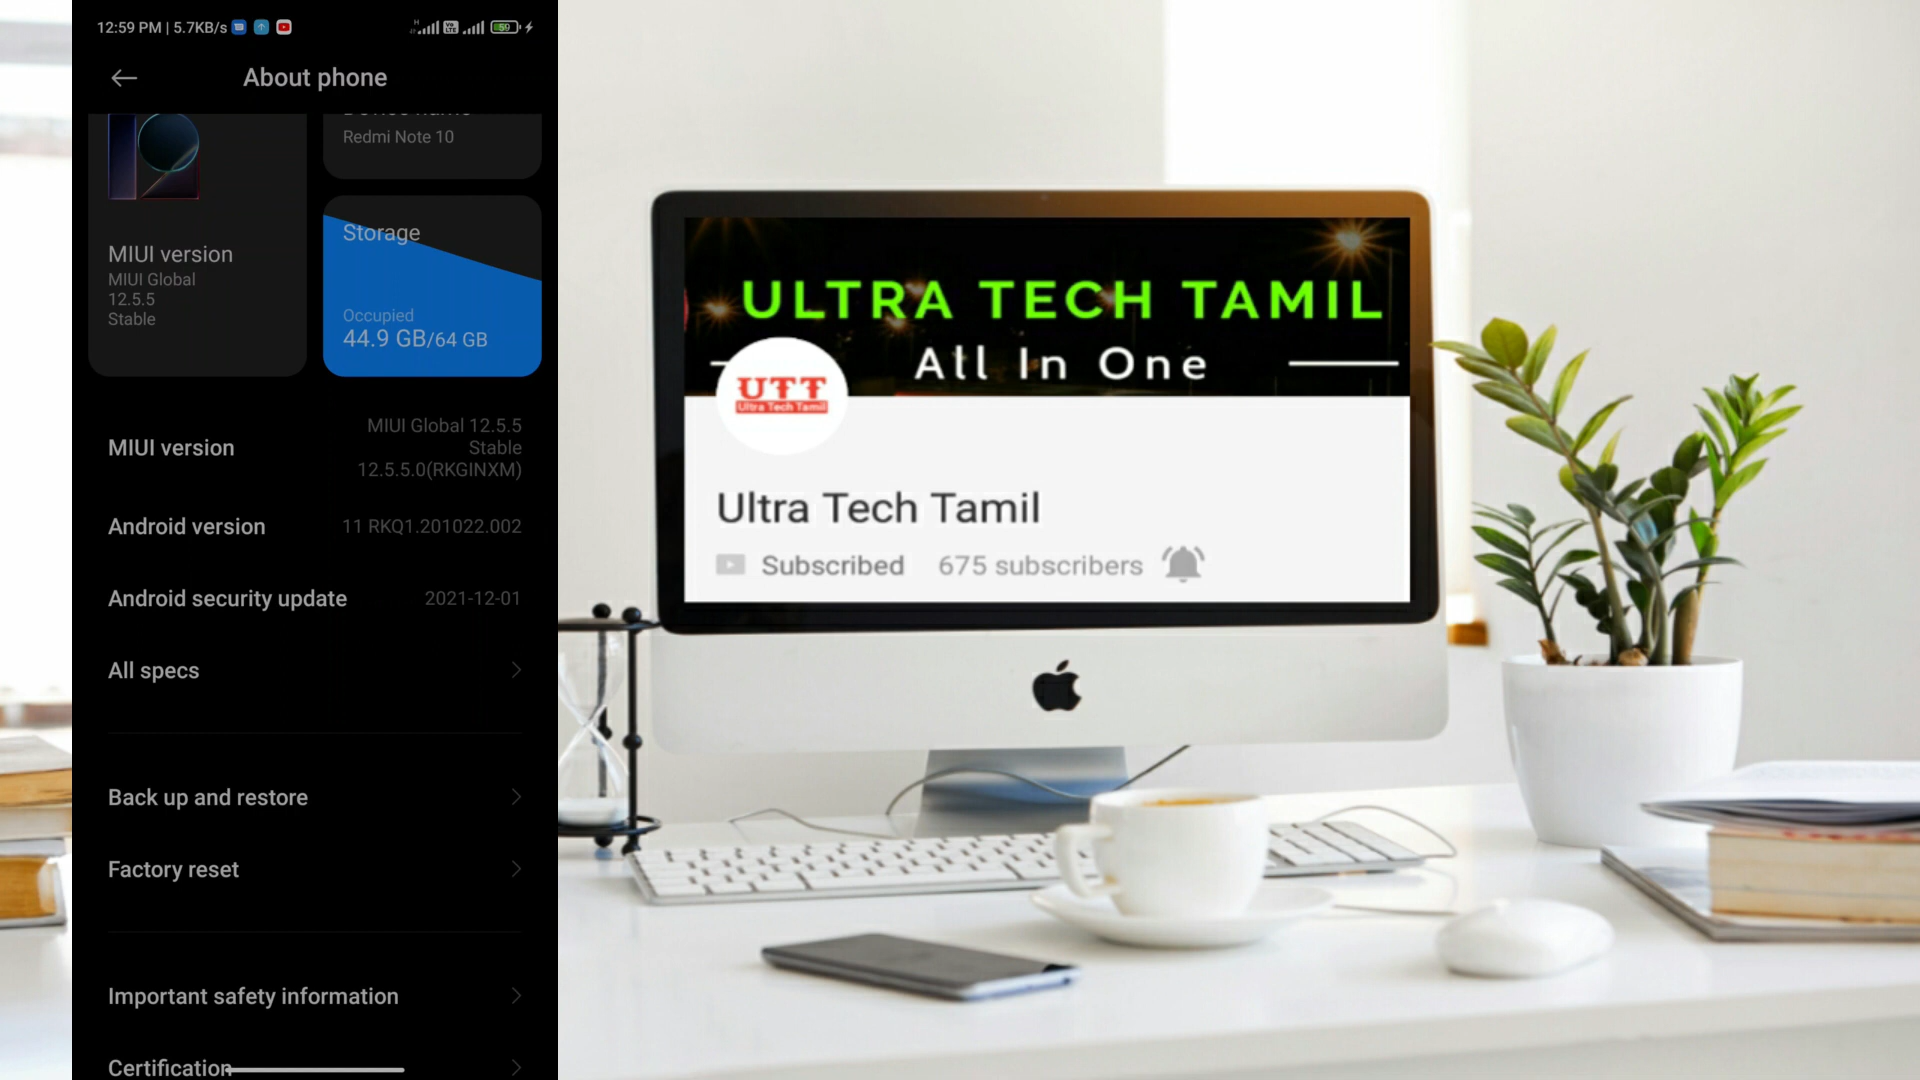 12:59 PM | 5.7KB/s
59
About phone
Device name
Redmi Note 10
MIUI version
MIUI Global
12.5.5
Stable
Storage
Occupied
44.9 GB/64 GB
MIUI version
MIUI Global 12.5.5
Stable
12.5.5.0(RKGINXM)
Android version
11 RKQ1.201022.002
Android security update
2021-12-01
All specs
Back up and restore
Factory reset
Important safety information
Certification
ULTRA TECH TAMIL
All In One
UTT
Ultra Tech Tamil
Ultra Tech Tamil
Subscribed
675 subscribers